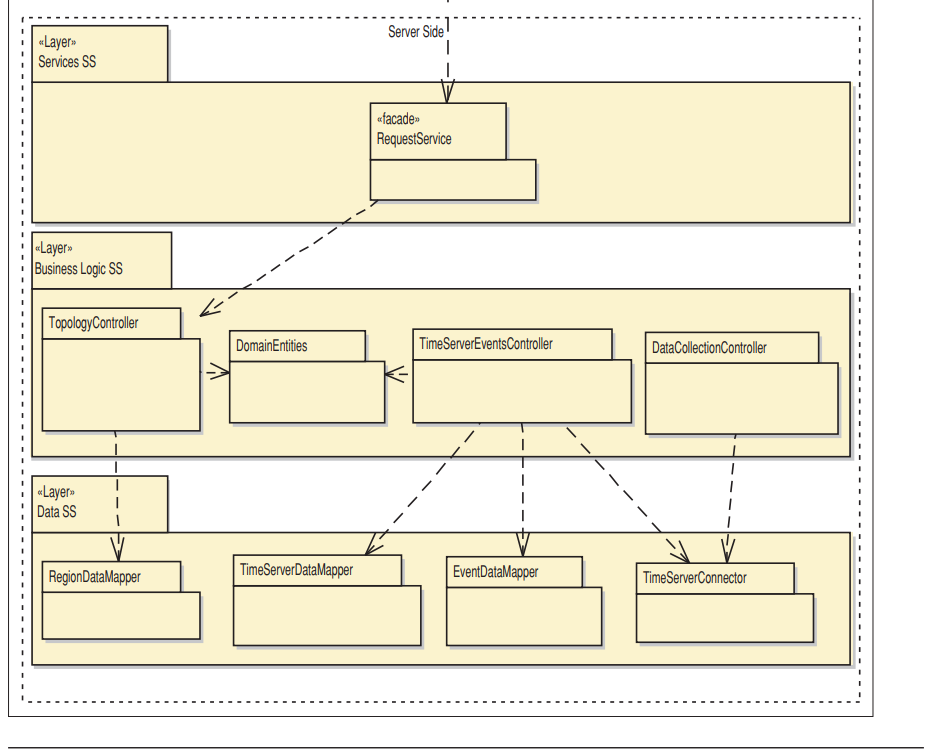 Server Side
«Layer»
Services SS
«facade»
RequestService
«Layer»
Business Logic SS
TopologyController
DomainEntities
TimeServerEventsController
DataCollectionController
«Layer»
Data SS
RegionDataMapper
TimeServerDataMapper
EventDataMapper
TimeServerConnector